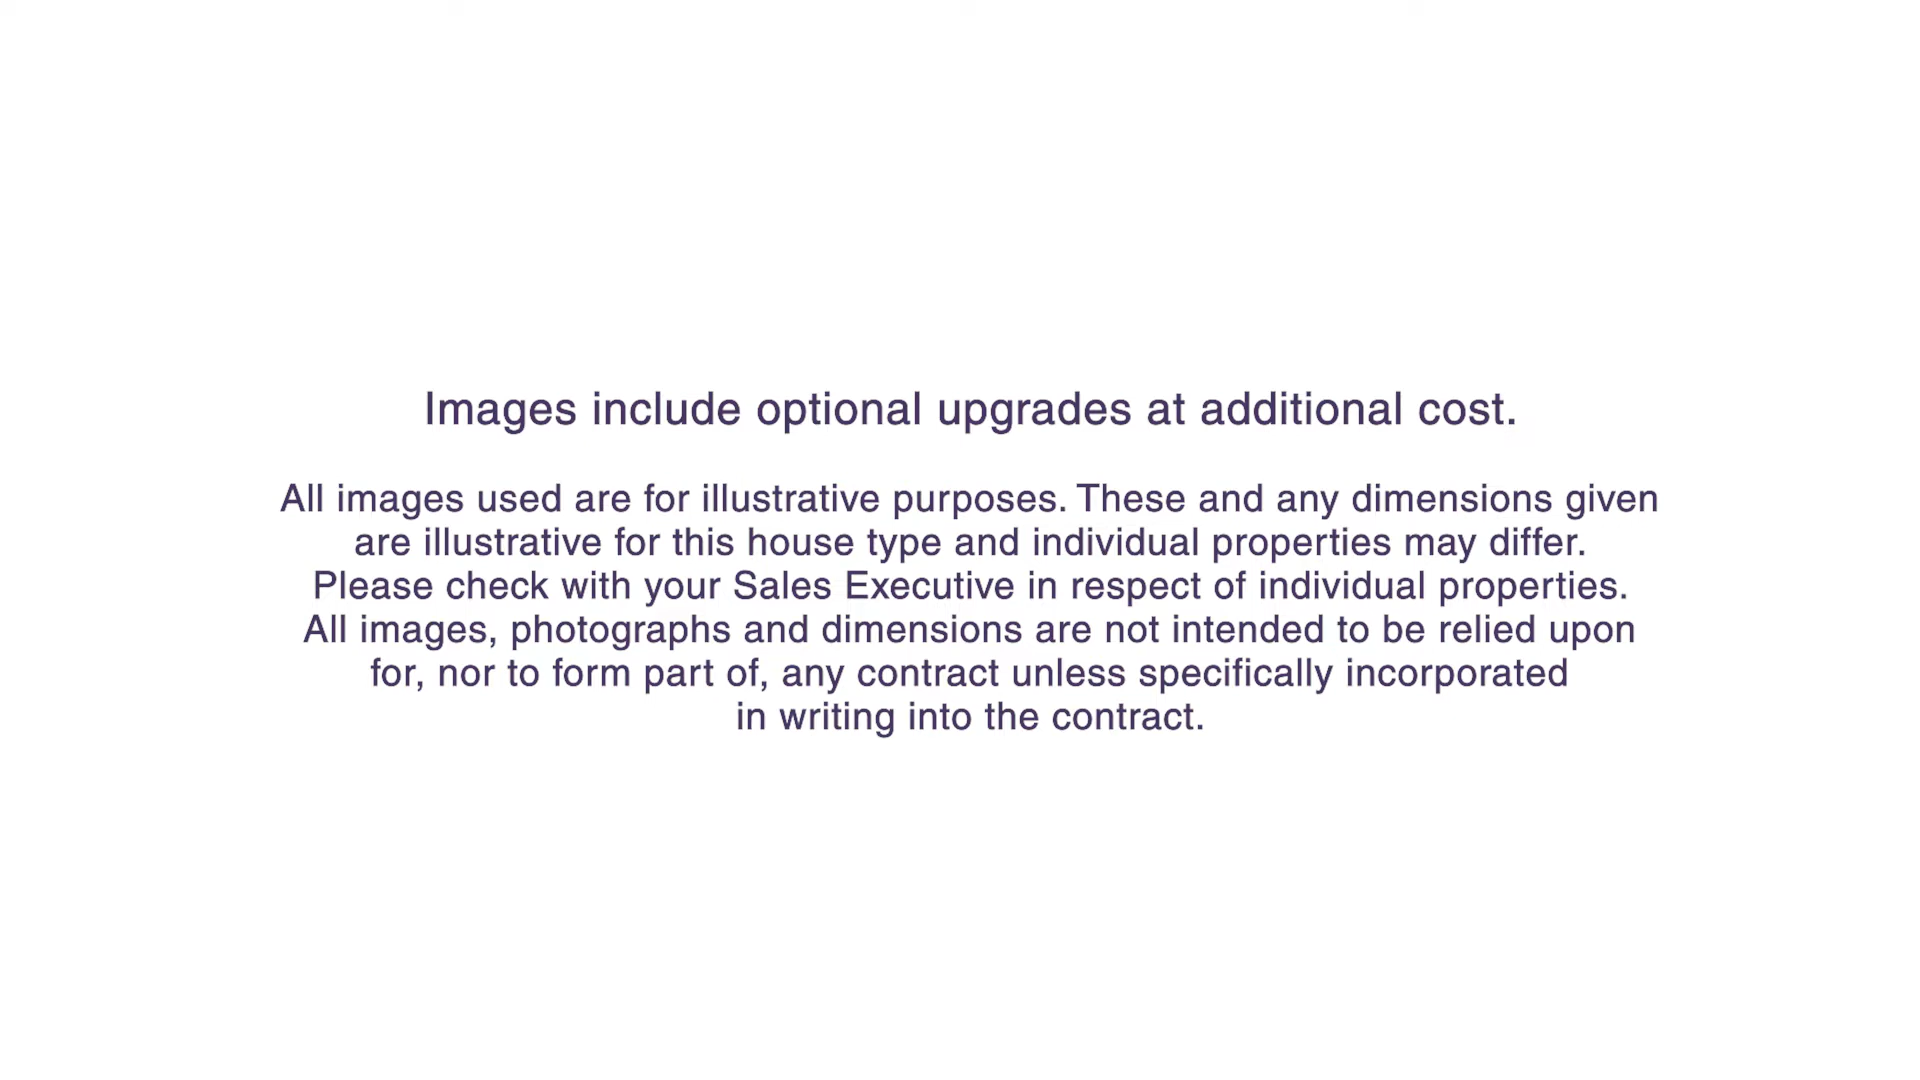 Images include optional upgrades at additional cost.
All images used are for illustrative purposes. These and any dimensions given
are illustrative for this house type and individual properties may differ.
Please check with your Sales Executive in respect of individual properties.
All images, photographs and dimensions are not intended to be relied upon
for, nor to form part of, any contract unless specifically incorporated
in writing into the contract.